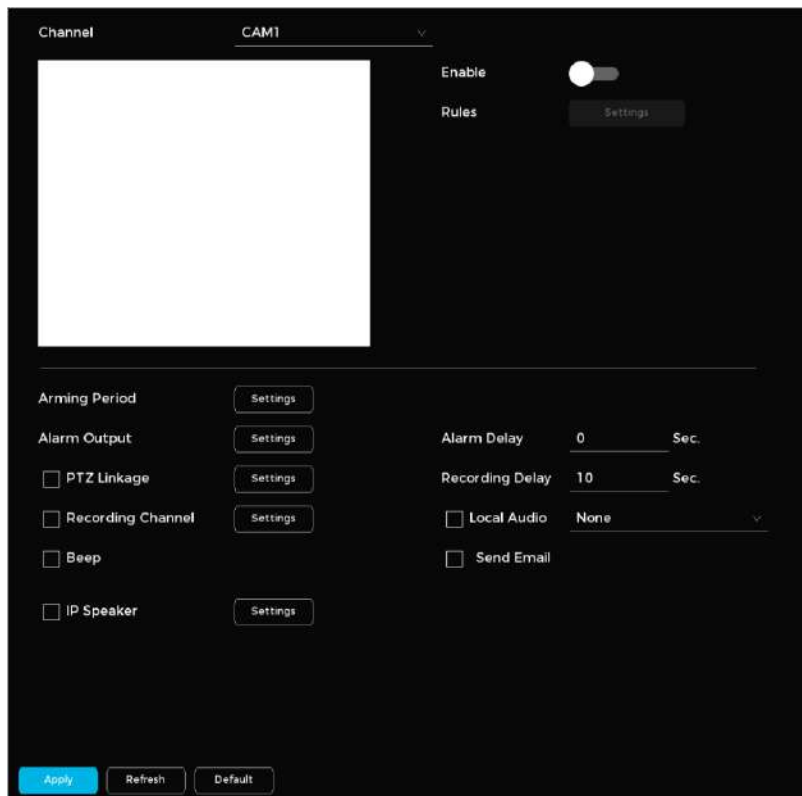 Channel CAM1
Enable
Rules Settings
Arming Period Settings
Alarm Output Settings Alarm Delay 0 Sec.
PTZ Linkage Settings Recording Delay 10 Sec.
Recording Channel Settings Local Audio None
Beep Send Email
IP Speaker Settings
Apply Refresh Default